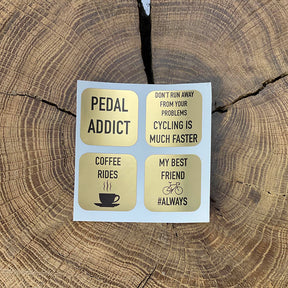 PEDAL
ADDICT
DON'T RUN AWAY
FROM YOUR
PROBLEMS
CYCLING IS
MUCH FASTER
COFFEE
RIDES
MY BEST
FRIEND
#ALWAYS